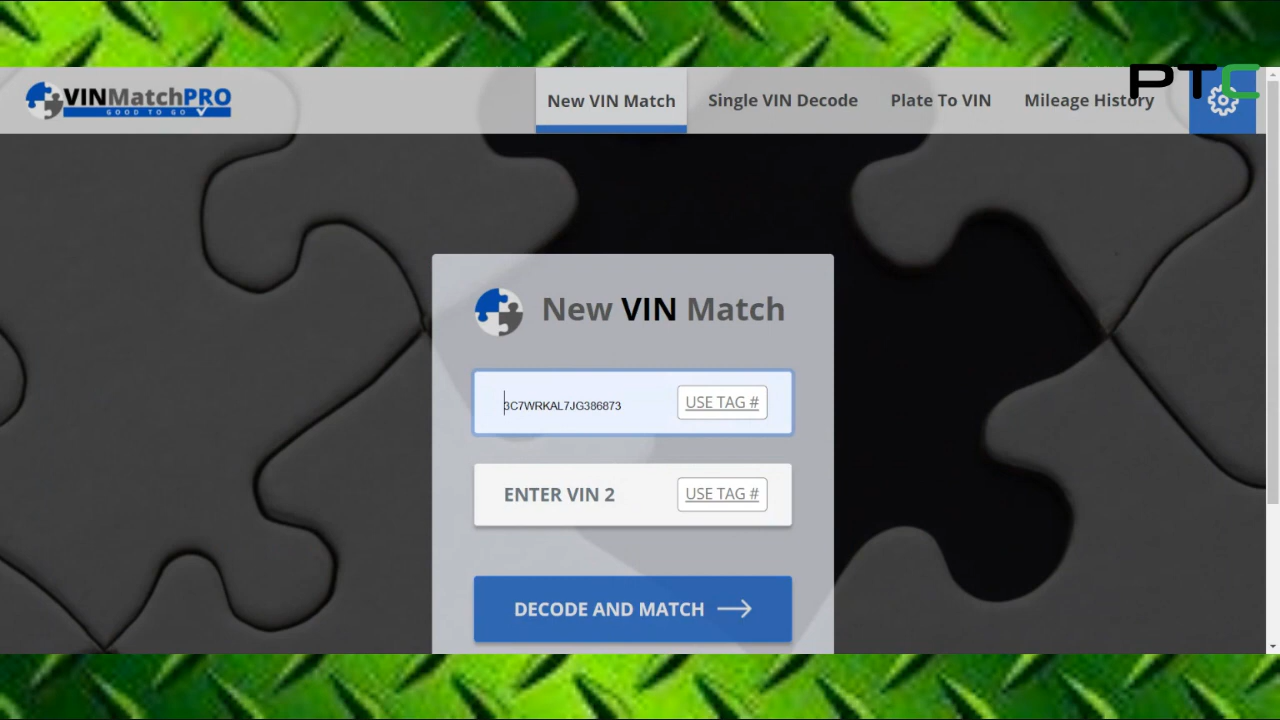 VINMatchPRO
GOOD TO GO
New VIN Match
Single VIN Decode
Plate To VIN
Mileage History
PTC
New VIN Match
3C7WRKAL7JG386873
USE TAG #
ENTER VIN 2
USE TAG #
DECODE AND MATCH